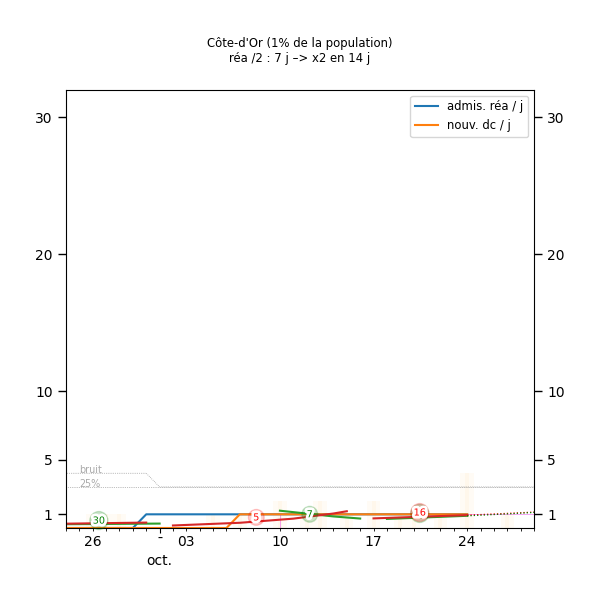 Côte-d'Or (1% de la population)
réa /2 : 7 j –> x2 en 14 j
admis. réa / j
nouv. dc / j
30 30
20 20
10 10
5 5
bruit
25%
1 1
30 5 7 16
26 - 03 10 17 24
oct.